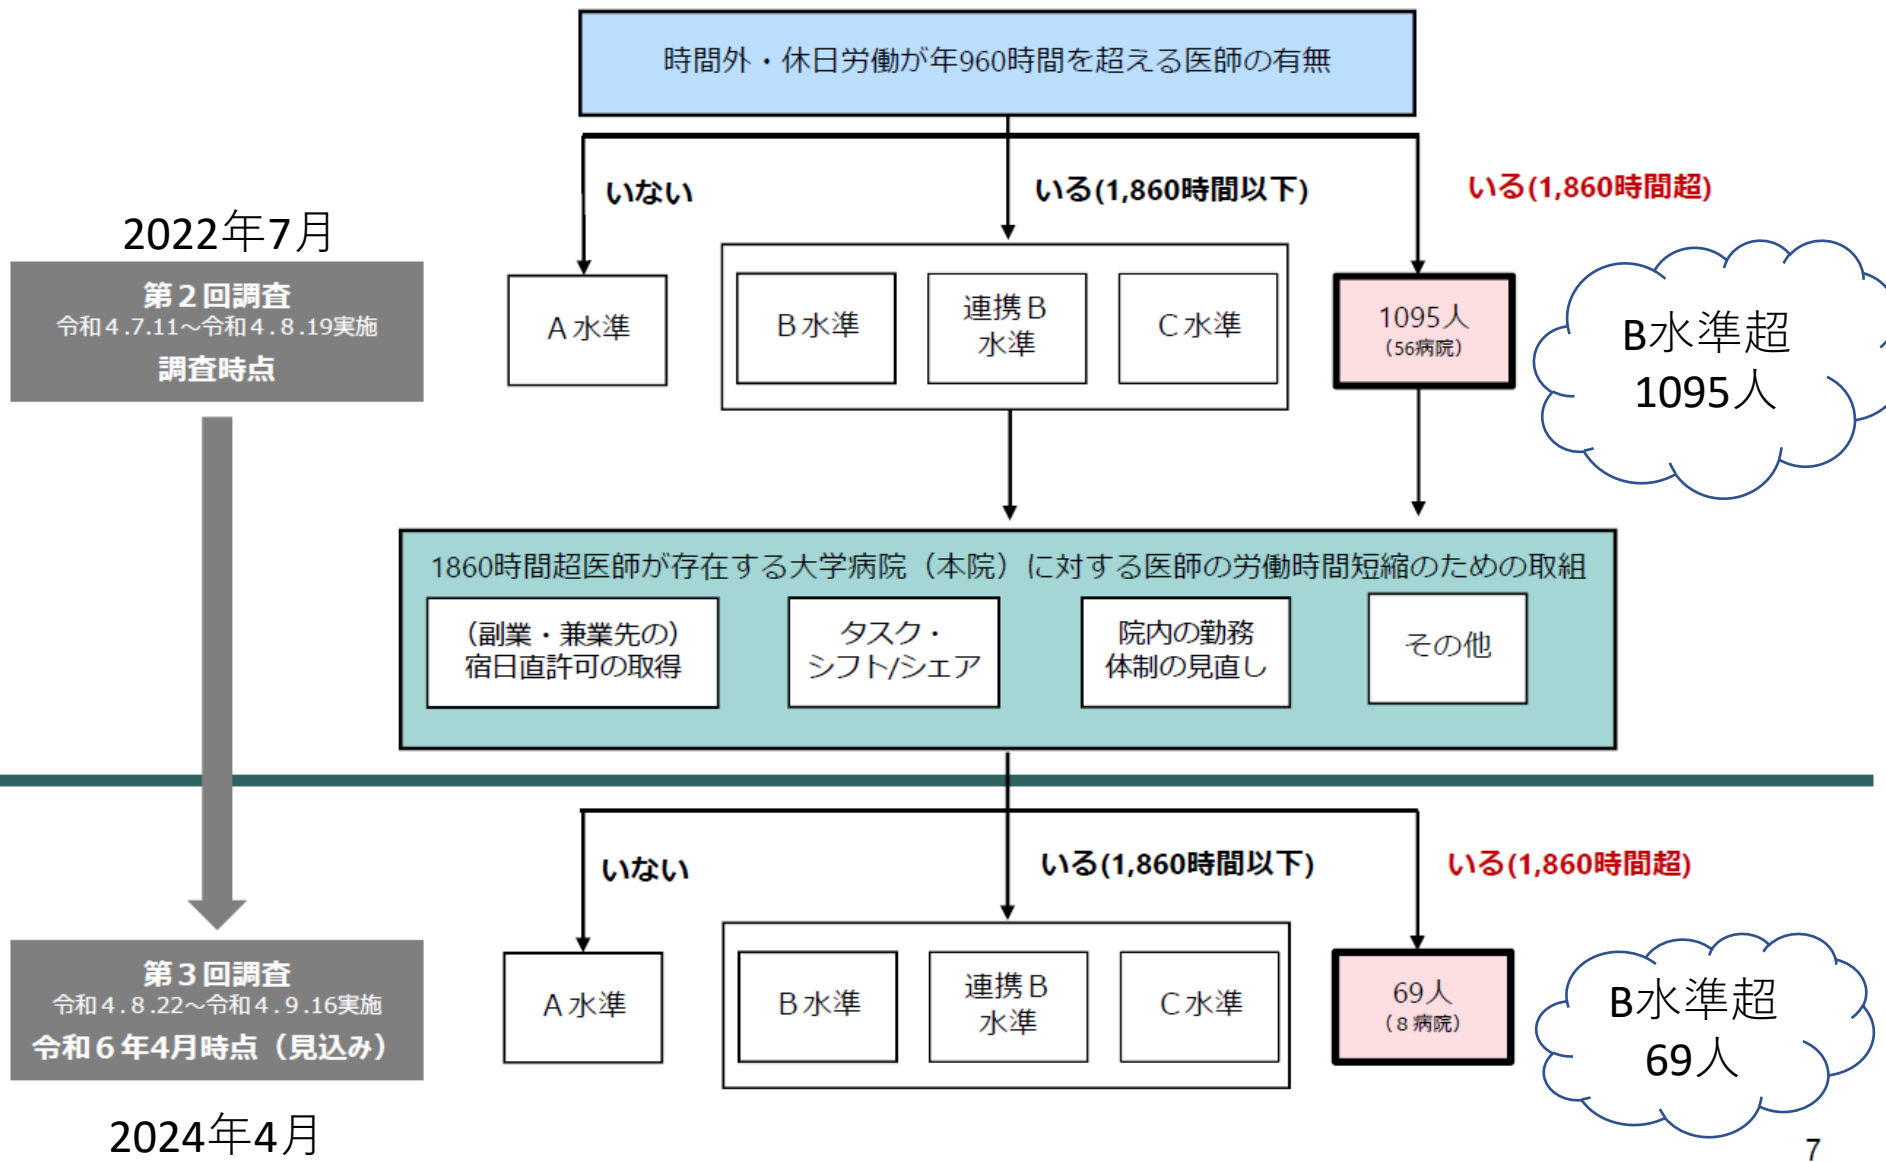 時間外・休日労働が年960時間を超える医師の有無
いない
いる(1,860時間以下)
いる(1,860時間超)
2022年7月
第２回調査
令和４.７.11～令和４.８.19実施
調査時点
Ａ水準
Ｂ水準
連携Ｂ
水準
Ｃ水準
1095人
（56病院）
B水準超
1095人
1860時間超医師が存在する大学病院（本院）に対する医師の労働時間短縮のための取組
（副業・兼業先の）
宿日直許可の取得
タスク・
シフト/シェア
院内の勤務
体制の見直し
その他
いない
いる(1,860時間以下)
いる(1,860時間超)
第３回調査
令和４.８.22～令和４.９.16実施
令和６年4月時点（見込み）
2024年4月
Ａ水準
Ｂ水準
連携Ｂ
水準
Ｃ水準
69人
（８病院）
B水準超
69人
7